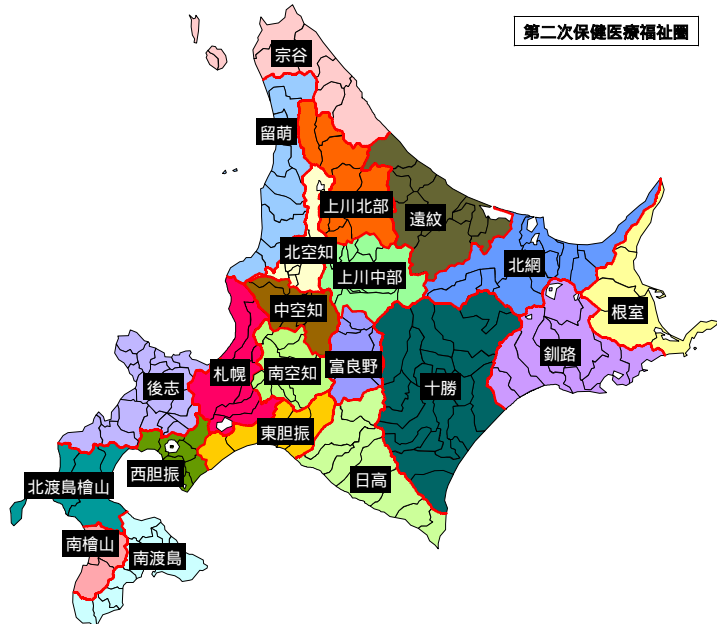 第二次保健医療福祉圏
宗谷
留萌
上川北部
遠紋
北空知
上川中部
北網
中空知
根室
札幌
南空知
富良野
釧路
後志
十勝
東胆振
西胆振
日高
北渡島檜山
南檜山
南渡島